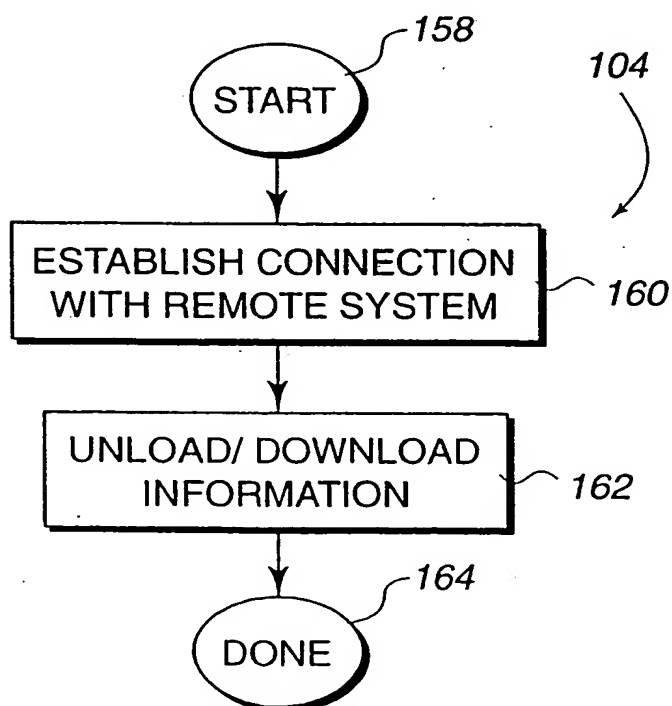 158
START
104
ESTABLISH CONNECTION
WITH REMOTE SYSTEM
160
UNLOAD/ DOWNLOAD
INFORMATION
162
164
DONE